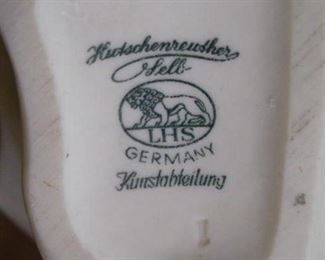 Hutschenreuther
Selb
LHS
GERMANY
Kunstabteilung
I